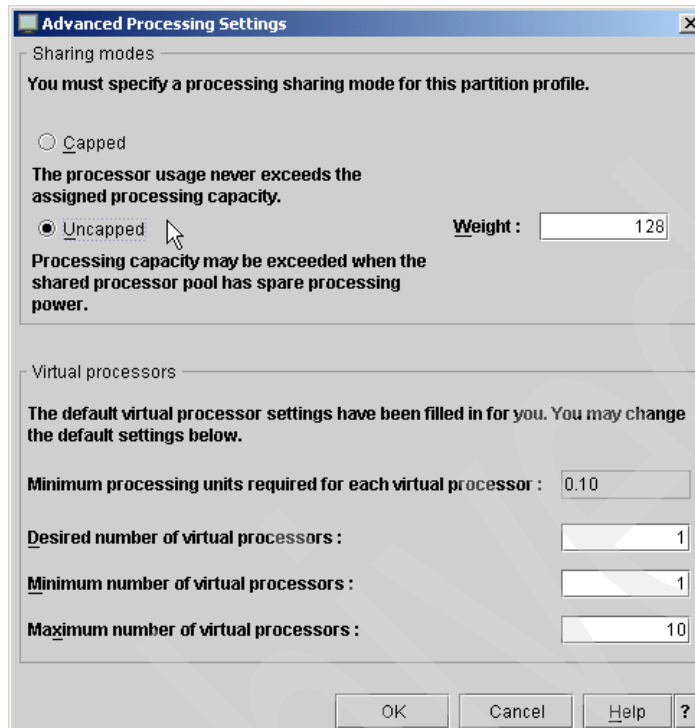 Advanced Processing Settings
Sharing modes
You must specify a processing sharing mode for this partition profile.
Capped
The processor usage never exceeds the
assigned processing capacity.
Uncapped
Weight : 128
Processing capacity may be exceeded when the
shared processor pool has spare processing
power.
Virtual processors
The default virtual processor settings have been filled in for you. You may change
the default settings below.
Minimum processing units required for each virtual processor : 0.10
Desired number of virtual processors : 1
Minimum number of virtual processors : 1
Maximum number of virtual processors : 10
OK Cancel Help ?